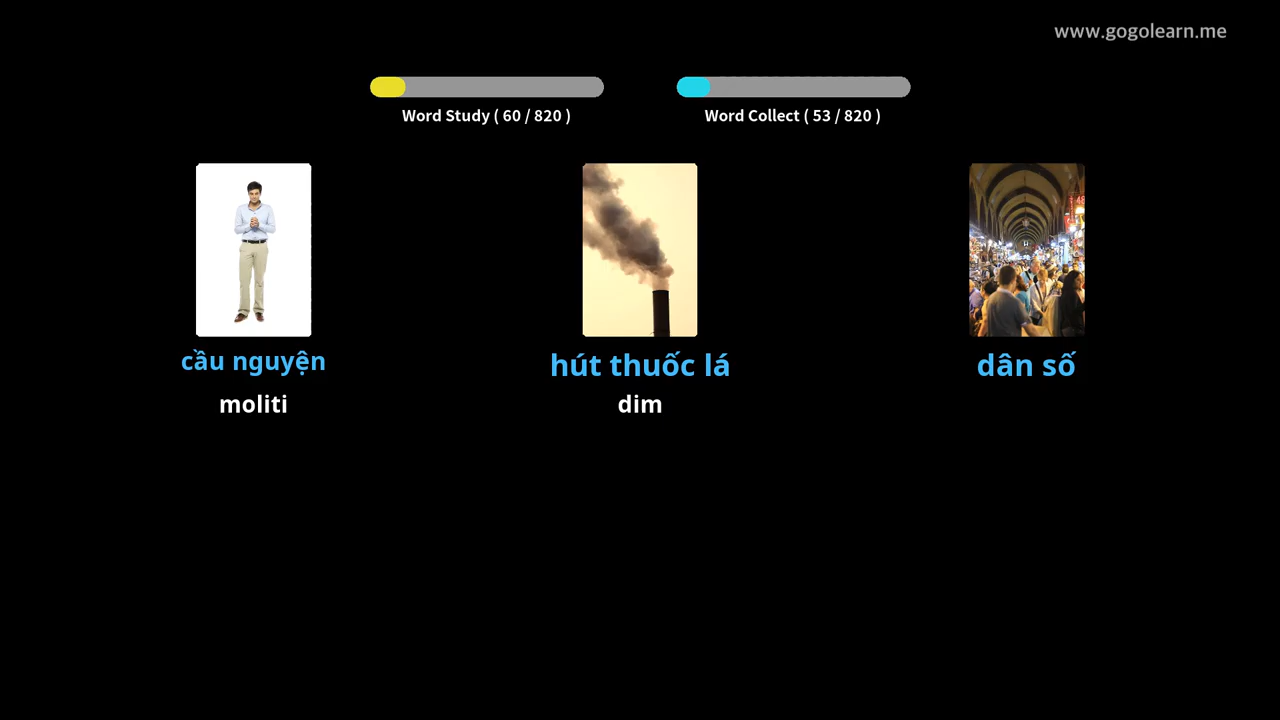 www.gogolearn.me
Word Study ( 60 / 820 )
Word Collect ( 53 / 820 )
cầu nguyện
hút thuốc lá
dân số
moliti
dim